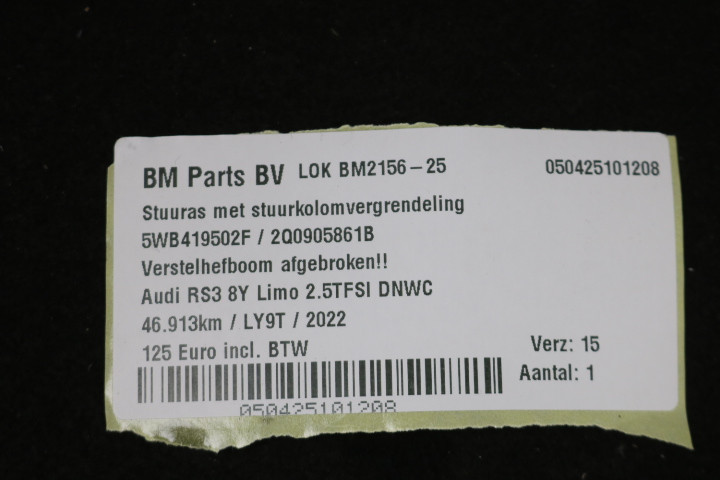 BM Parts BV LOK BM2156-25 050425101208
Stuuras met stuurkolomvergrendeling
5WB419502F / 2Q0905861B
Verstelhefboom afgebroken!!
Audi RS3 8Y Limo 2.5TFSI DNWC
46.913km / LY9T / 2022
125 Euro incl. BTW Verz: 15
Aantal: 1
050425101208